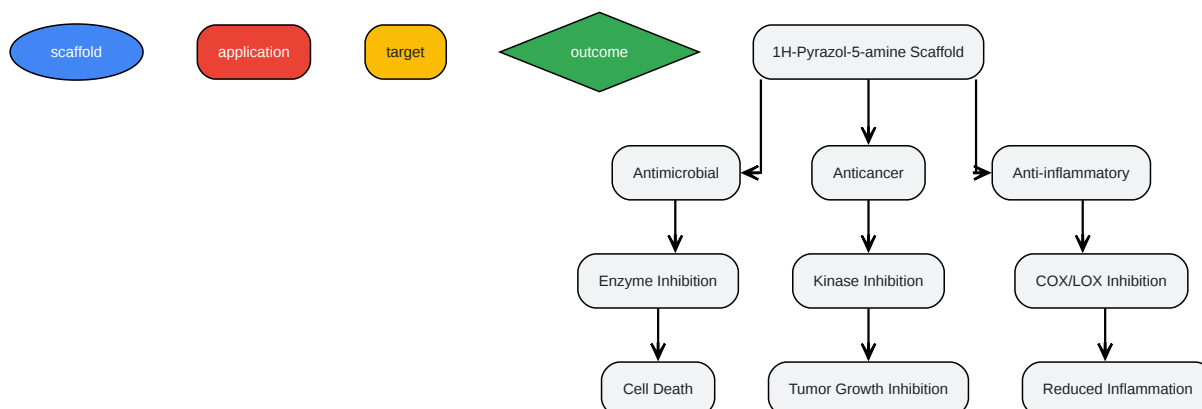 scaffold
application
target
outcome
1H-Pyrazol-5-amine Scaffold
Antimicrobial
Anticancer
Anti-inflammatory
Enzyme Inhibition
Kinase Inhibition
COX/LOX Inhibition
Cell Death
Tumor Growth Inhibition
Reduced Inflammation